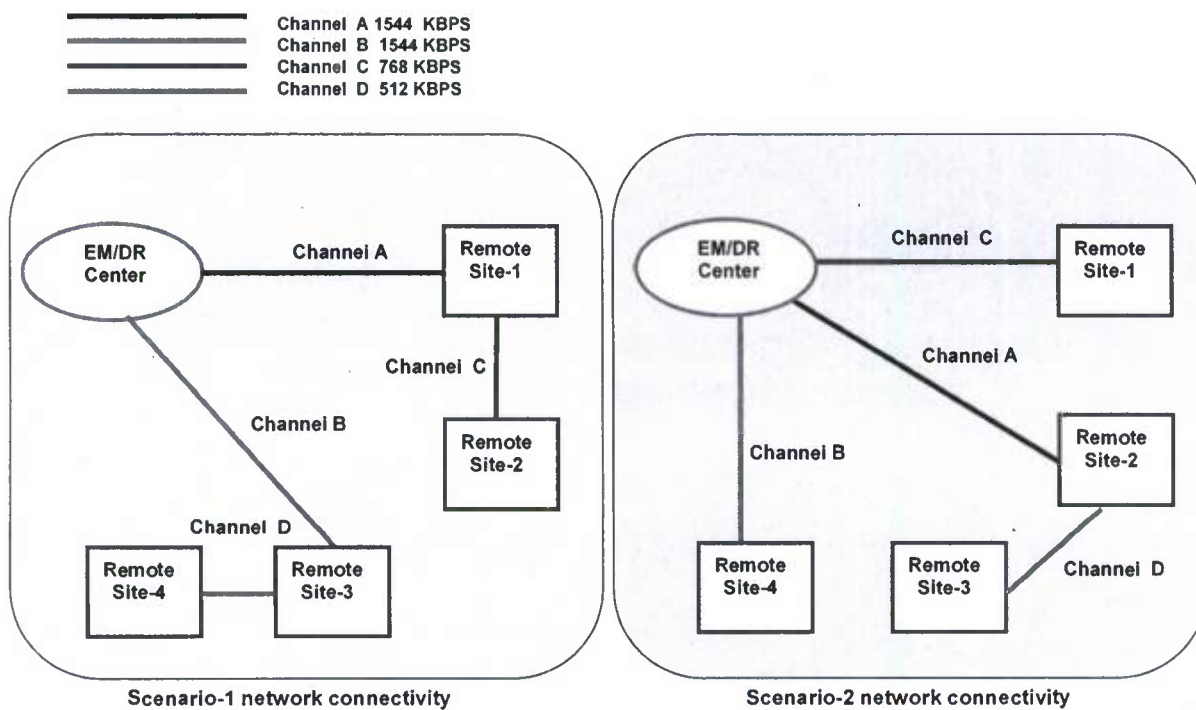 Channel A 1544 KBPS
Channel B 1544 KBPS
Channel C 768 KBPS
Channel D 512 KBPS
EM/DR
Center
Channel A
Remote
Site-1
Channel C
Channel B
Remote
Site-2
Channel D
Remote
Site-4
Remote
Site-3
Scenario-1 network connectivity
EM/DR
Center
Channel C
Remote
Site-1
Channel A
Channel B
Remote
Site-2
Remote
Site-4
Remote
Site-3
Channel D
Scenario-2 network connectivity